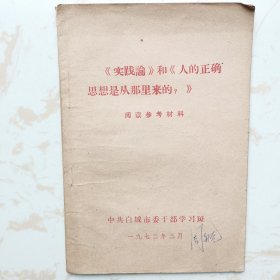 《实践論》和《人的正确
思想是从那里来的？》
阅读参考材料
中共白城市委干部学习班
一九七二年三月